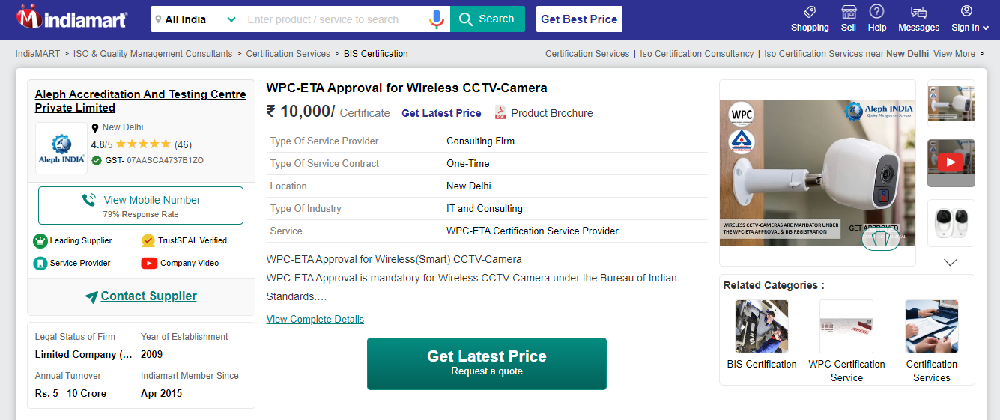 indiamart
All India
Enter product / service to search
Search
Get Best Price
Shopping
Sell
Help
Messages
Sign In
IndiaMART > ISO & Quality Management Consultants > Certification Services > BIS Certification
Certification Services | Iso Certification Consultancy | Iso Certification Services near New Delhi View More >
Aleph Accreditation And Testing Centre
Private Limited
Aleph INDIA
New Delhi
4.8/5 (46)
GST- 07AASCA4737B1ZO
View Mobile Number
79% Response Rate
Leading Supplier
TrustSEAL Verified
Service Provider
Company Video
Contact Supplier
Legal Status of Firm
Limited Company (...
Year of Establishment
2009
Annual Turnover
Rs. 5 - 10 Crore
Indiamart Member Since
Apr 2015
WPC-ETA Approval for Wireless CCTV-Camera
₹ 10,000/ Certificate Get Latest Price PDF Product Brochure
Type Of Service Provider Consulting Firm
Type Of Service Contract One-Time
Location New Delhi
Type Of Industry IT and Consulting
Service WPC-ETA Certification Service Provider
WPC-ETA Approval for Wireless(Smart) CCTV-Camera
WPC-ETA Approval is mandatory for Wireless CCTV-Camera under the Bureau of Indian
Standards....
View Complete Details
Get Latest Price
Request a quote
WPC
Aleph INDIA
Quality Management Services
WIRELESS CCTV-CAMERAS ARE MANDATOR UNDER
THE WPC-ETA APPROVAL & BIS REGISTRATION
GET APPROVED
Related Categories :
BIS Certification
WPC Certification
Service
Certification
Services